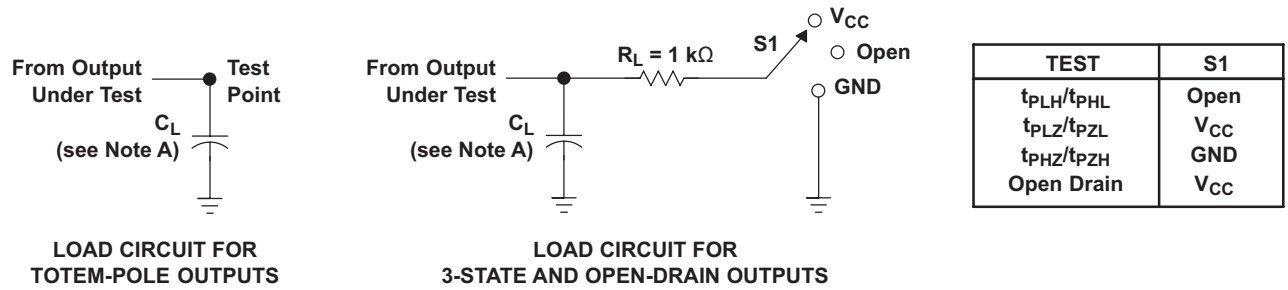 From Output
Under Test
Test
Point
C_L
(see Note A)
LOAD CIRCUIT FOR
TOTEM-POLE OUTPUTS
From Output
Under Test
R_L = 1 kΩ
S1
V_CC
Open
GND
C_L
(see Note A)
LOAD CIRCUIT FOR
3-STATE AND OPEN-DRAIN OUTPUTS
TEST S1
t_PLH/t_PHL Open
t_PLZ/t_PZL V_CC
t_PHZ/t_PZH GND
Open Drain V_CC